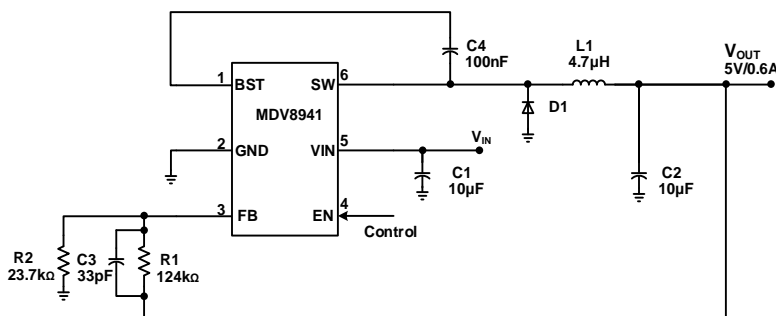 C4
100nF
L1
4.7µH
VOUT
5V/0.6A
1
BST
SW
6
MDV8941
D1
2
GND
VIN
5
VIN
C1
10µF
C2
10µF
3
FB
EN
4
Control
R2
23.7kΩ
C3
33pF
R1
124kΩ